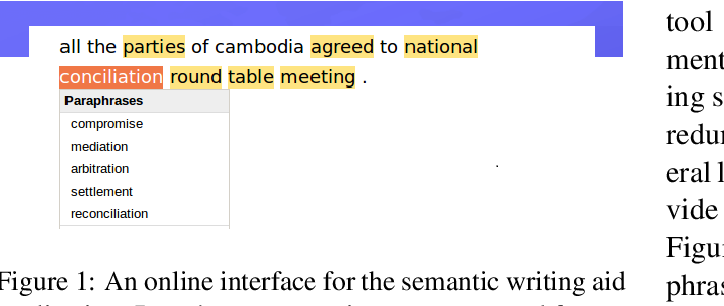 all the parties of cambodia agreed to national
conciliation round table meeting .
Paraphrases
compromise
mediation
arbitration
settlement
reconciliation
Figure 1: An online interface for the semantic writing aid
tool
ment
ing s
redu
eral l
vide
Figu
phras